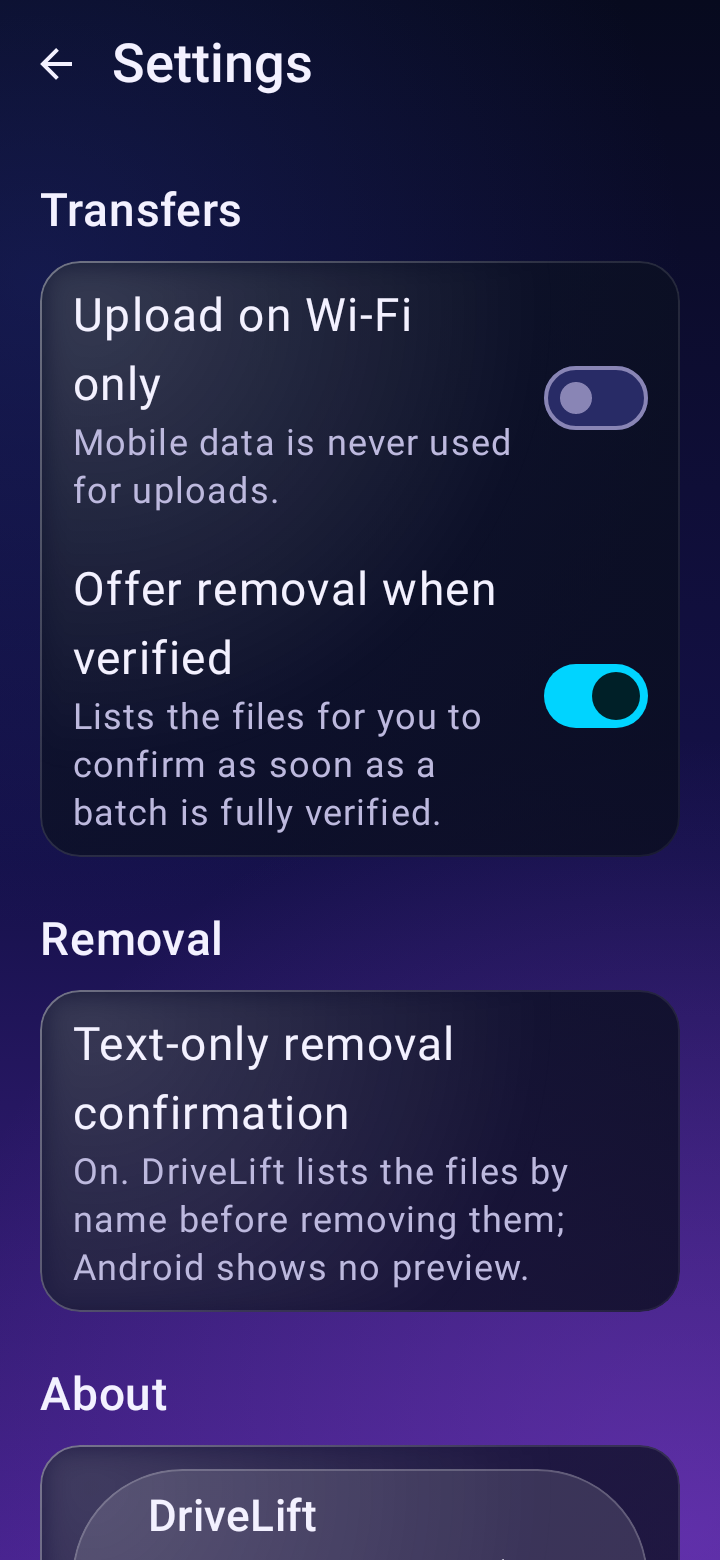 Settings
Transfers
Upload on Wi-Fi
only
Mobile data is never used
for uploads.
Offer removal when
verified
Lists the files for you to
confirm as soon as a
batch is fully verified.
Removal
Text-only removal
confirmation
On. DriveLift lists the files by
name before removing them;
Android shows no preview.
About
DriveLift